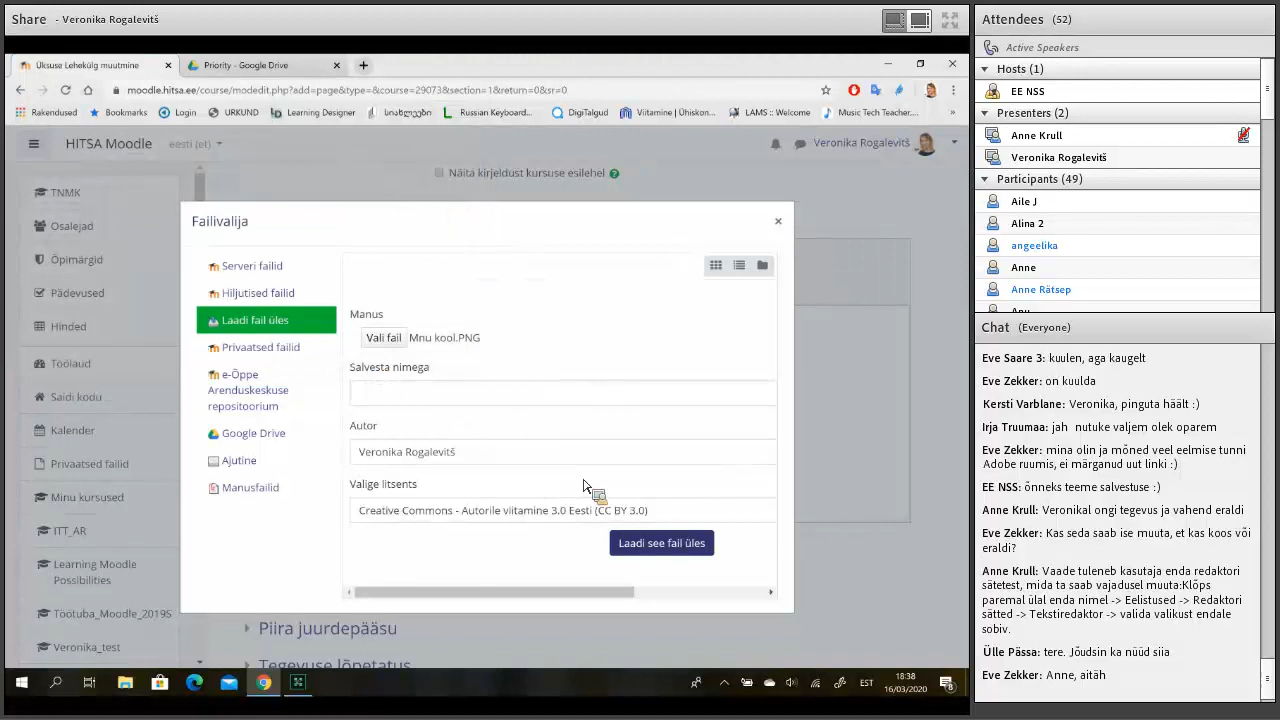 Share - Veronika Rogalevitš
Üksuse Lehekülg muutmine
Priority - Google Drive
moodle.hitsa.ee/course/modedit.php?add=page&type=&course=29073&section=1&return=0&sr=0
Rakendused Bookmarks Login URKUND Learning Designer სახალხეელი Russian Keyboard... DigiTalgud Viitamine | Ühiskon... LAMS :: Welcome Music Tech Teacher....
HITSA Moodle eesti (et) Veronika Rogalevitš
Näita kirjeldust kursuse esilehel
TNMK
Osalejad
Õpimärgid
Pädevused
Hinded
Töölaud
Saidi kodu
Kalender
Privaatsed failid
Minu kursused
ITT_AR
Learning Moodle
Possibilities
Töötuba_Moodle_2019S
Veronika_test
Failivalija
Serveri failid
Hiljutised failid
Laadi fail üles
Privaatsed failid
e-Õppe
Arenduskeskuse
repositoorium
Google Drive
Ajutine
Manusfailid
Manus
Vali fail Mnu kool.PNG
Salvesta nimega
Autor
Veronika Rogalevitš
Valige litsents
Creative Commons - Autorile viitamine 3.0 Eesti (CC BY 3.0)
Laadi see fail üles
Piira juurdepääsu
Tegevuse lõpetatus
EST
18:38
16/03/2020
8
Attendees (52)
Active Speakers
Hosts (1)
EE NSS
Presenters (2)
Anne Krull
Veronika Rogalevitš
Participants (49)
Aile J
Alina 2
angeelika
Anne
Anne Rätsep
Anu
Chat (Everyone)
Eve Saare 3: kuulen, aga kaugelt
Eve Zekker: on kuulda
Kersti Varblane: Veronika, pinguta häält :)
Irja Truumaa: jah nutuke valjem olek oparem
Eve Zekker: mina olin ja mõned veel eelmise tunni
Adobe ruumis, ei märganud uut linki :)
EE NSS: õnneks teeme salvestuse :)
Anne Krull: Veronikal ongi tegevus ja vahend eraldi
Eve Zekker: Kas seda saab ise muuta, et kas koos või
eraldi?
Anne Krull: Vaade tuleneb kasutaja enda redaktori
sätetest, mida ta saab vajadusel muuta:Klõps
paremal ülal enda nimel -> Eelistused -> Redaktori
sätted -> Tekstiredaktor -> valida valikust endale
sobiv.
Ülle Pässa: tere. Jõudsin ka nüüd siia
Eve Zekker: Anne, aitäh